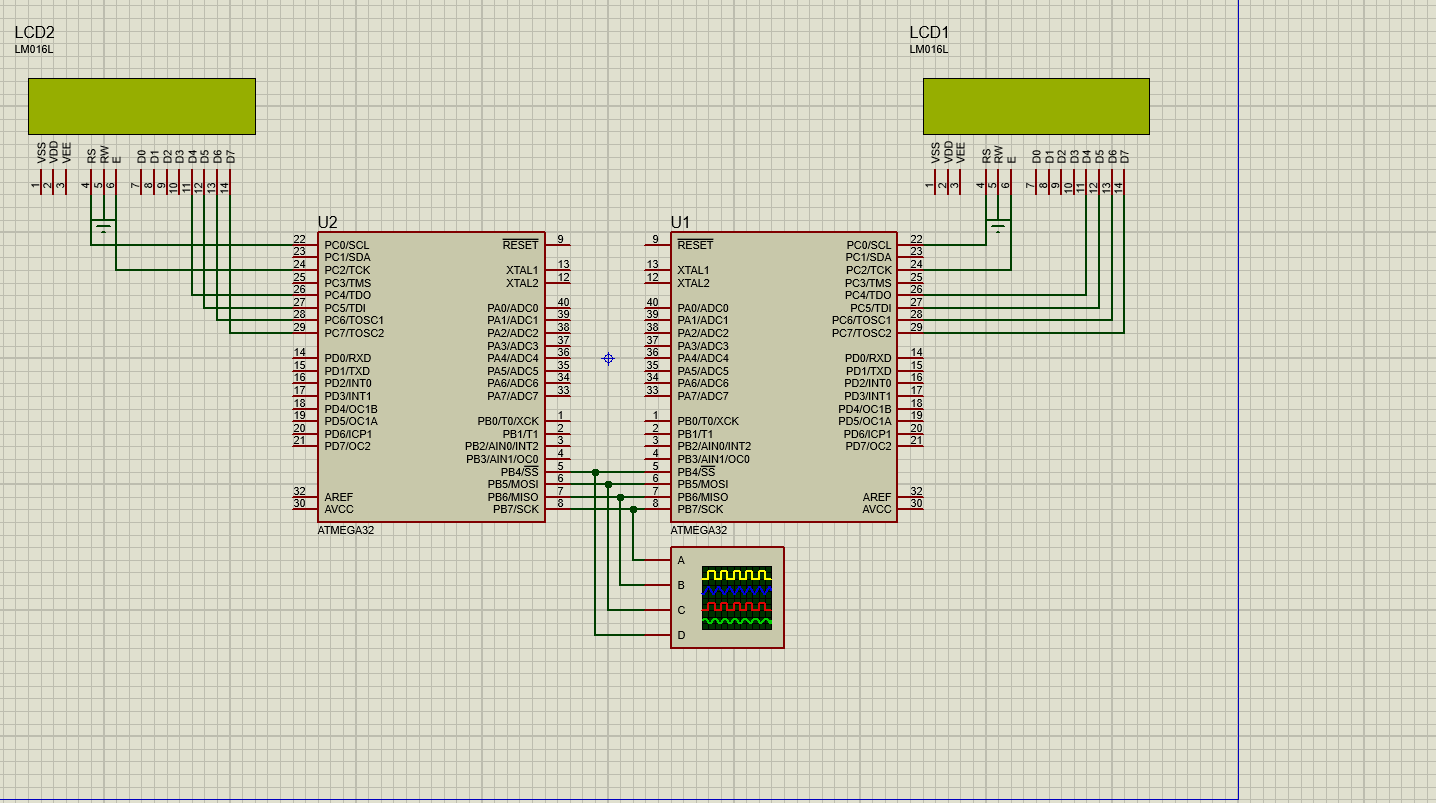 LCD2
LM016L
VSS VDD VEE RS RW E D0 D1 D2 D3 D4 D5 D6 D7
1 2 3 4 5 6 7 8 9 10 11 12 13 14
LCD1
LM016L
VSS VDD VEE RS RW E D0 D1 D2 D3 D4 D5 D6 D7
1 2 3 4 5 6 7 8 9 10 11 12 13 14
U2
22 PC0/SCL RESET 9
23 PC1/SDA
24 PC2/TCK XTAL1 13
25 PC3/TMS XTAL2 12
26 PC4/TDO
27 PC5/TDI PA0/ADC0 40
28 PC6/TOSC1 PA1/ADC1 39
29 PC7/TOSC2 PA2/ADC2 38
PA3/ADC3 37
14 PD0/RXD PA4/ADC4 36
15 PD1/TXD PA5/ADC5 35
16 PD2/INT0 PA6/ADC6 34
17 PD3/INT1 PA7/ADC7 33
18 PD4/OC1B
19 PD5/OC1A PB0/T0/XCK 1
20 PD6/ICP1 PB1/T1 2
21 PD7/OC2 PB2/AIN0/INT2 3
PB3/AIN1/OC0 4
PB4/SS 5
PB5/MOSI 6
32 AREF PB6/MISO 7
30 AVCC PB7/SCK 8
ATMEGA32
U1
9 RESET PC0/SCL 22
PC1/SDA 23
13 XTAL1 PC2/TCK 24
12 XTAL2 PC3/TMS 25
PC4/TDO 26
40 PA0/ADC0 PC5/TDI 27
39 PA1/ADC1 PC6/TOSC1 28
38 PA2/ADC2 PC7/TOSC2 29
37 PA3/ADC3
36 PA4/ADC4 PD0/RXD 14
35 PA5/ADC5 PD1/TXD 15
34 PA6/ADC6 PD2/INT0 16
33 PA7/ADC7 PD3/INT1 17
PD4/OC1B 18
1 PB0/T0/XCK PD5/OC1A 19
2 PB1/T1 PD6/ICP1 20
3 PB2/AIN0/INT2 PD7/OC2 21
4 PB3/AIN1/OC0
5 PB4/SS
6 PB5/MOSI
7 PB6/MISO AREF 32
8 PB7/SCK AVCC 30
ATMEGA32
A
B
C
D